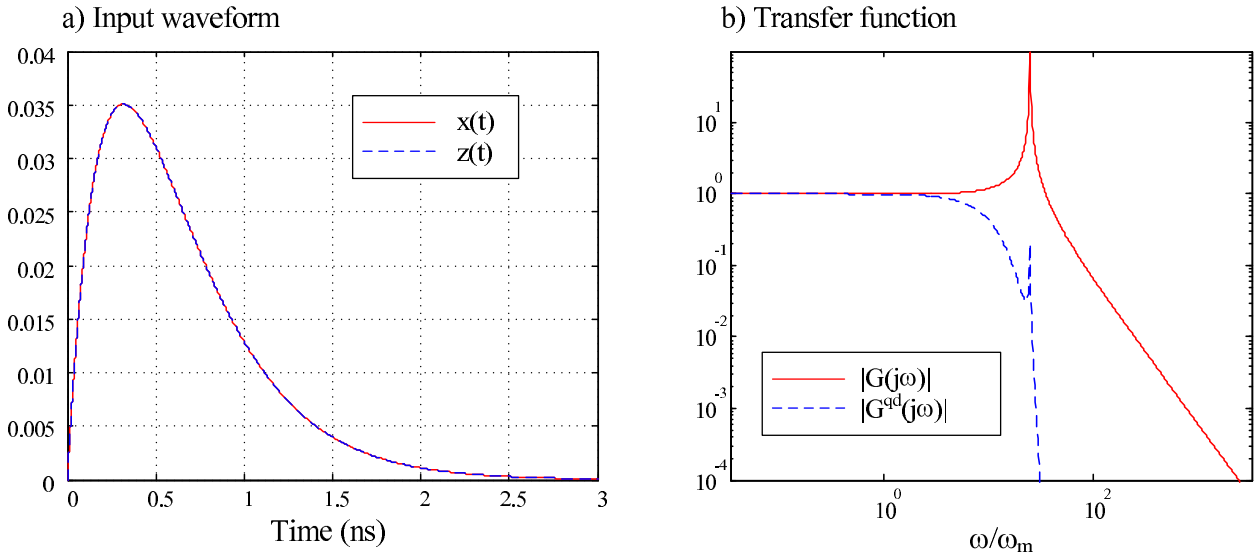 a) Input waveform
0.04
0.035
0.03
0.025
0.02
0.015
0.01
0.005
0
x(t)
z(t)
0 0.5 1 1.5 2 2.5 3
Time (ns)
b) Transfer function
10^1
10^0
10^-1
10^-2
10^-3
10^-4
|G(jω)|
|G^qd(jω)|
10^0 10^2
ω/ω_m